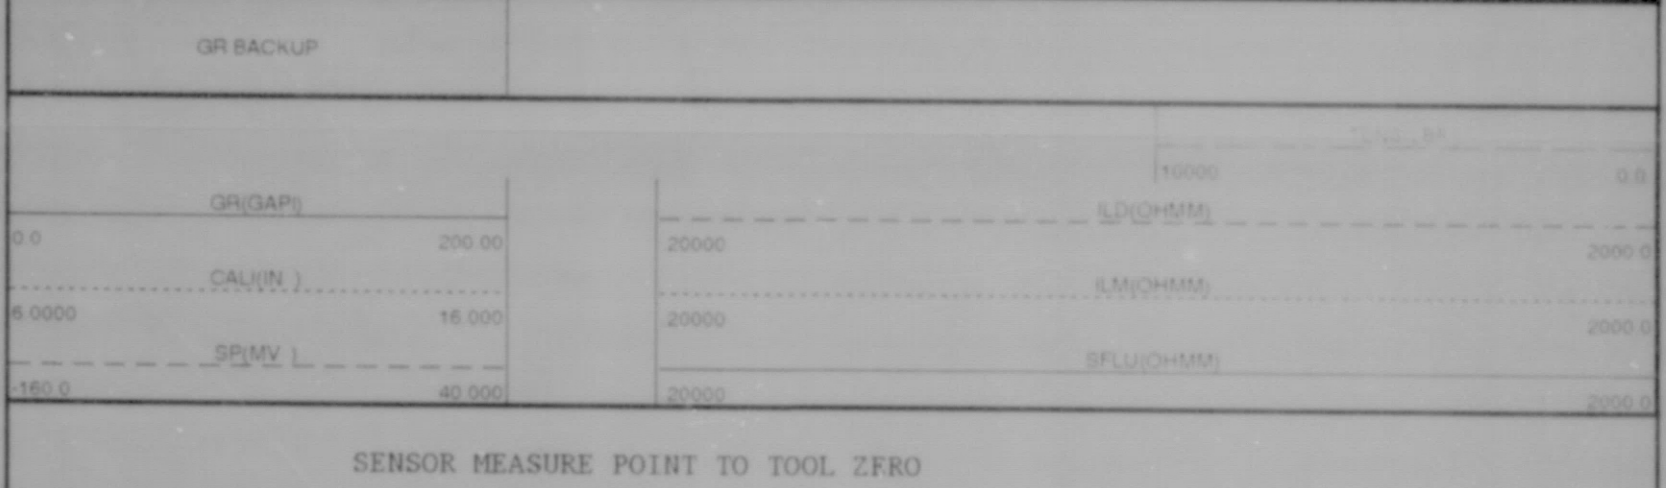 GR BACKUP
10000 0.0
GR(GAPI) ILD(OHMM)
0.0 200.00 .20000 2000.0
CALI(IN ) ILM(OHMM)
6.0000 16.000 .20000 2000.0
SP(MV ) SFLU(OHMM)
-160.0 40.000 .20000 2000.0
SENSOR MEASURE POINT TO TOOL ZERO